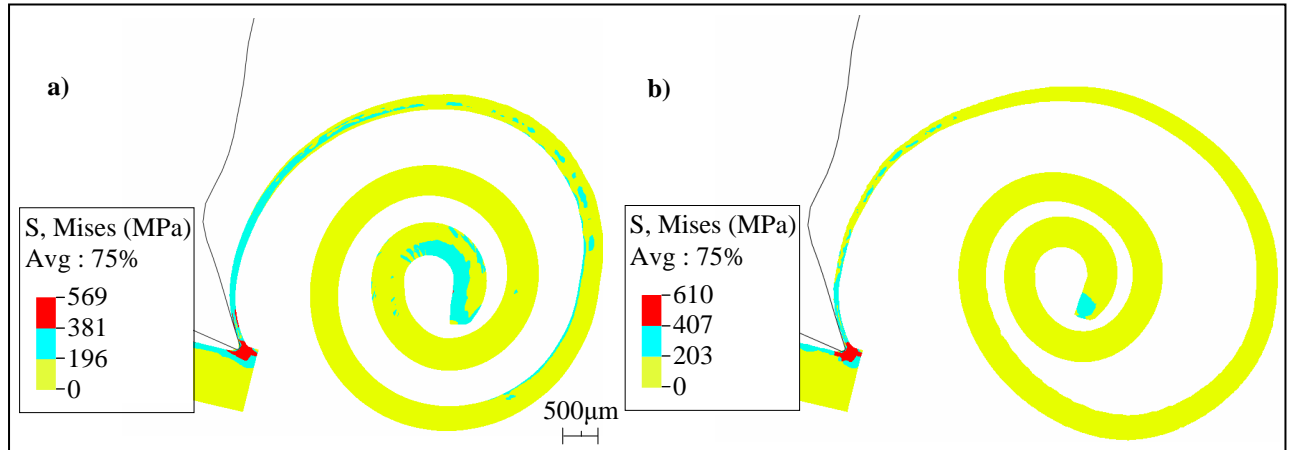 a)
S, Mises (MPa)
Avg : 75%
569
381
196
0
500μm
b)
S, Mises (MPa)
Avg : 75%
610
407
203
0